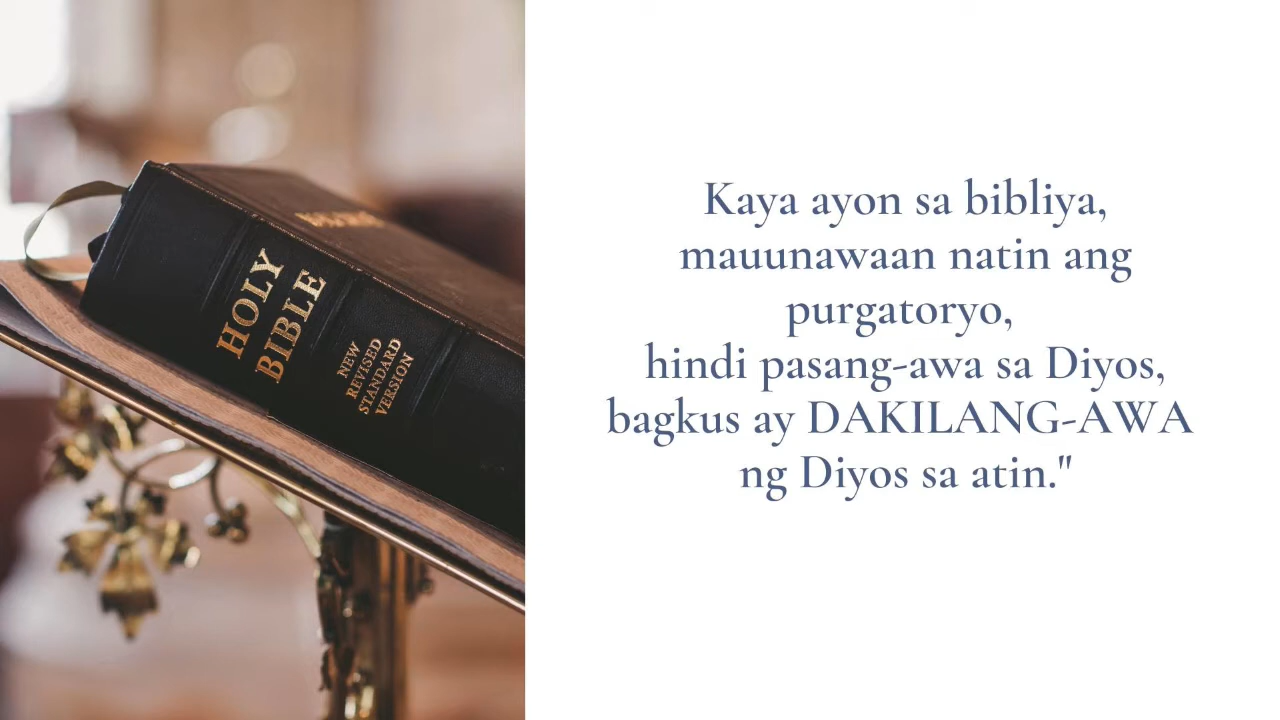 HOLY
BIBLE
NEW
REVISED
STANDARD
VERSION
Kaya ayon sa bibliya,
mauunawaan natin ang
purgatoryo,
hindi pasang-awa sa Diyos,
bagkus ay DAKILANG-AWA
ng Diyos sa atin."